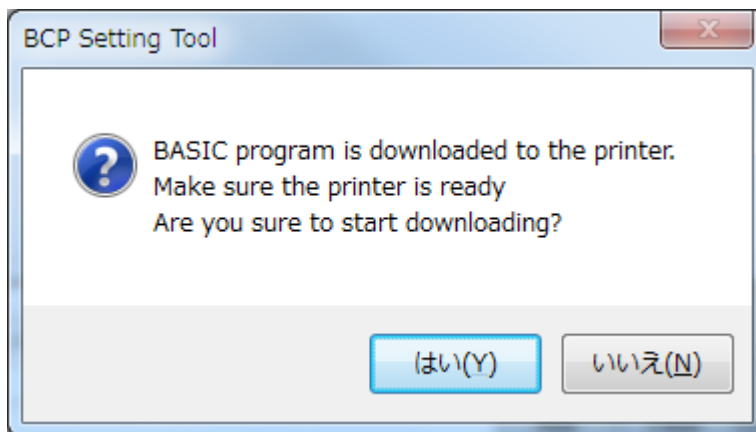 BCP Setting Tool
BASIC program is downloaded to the printer.
Make sure the printer is ready
Are you sure to start downloading?
はい(Y)
いいえ(N)